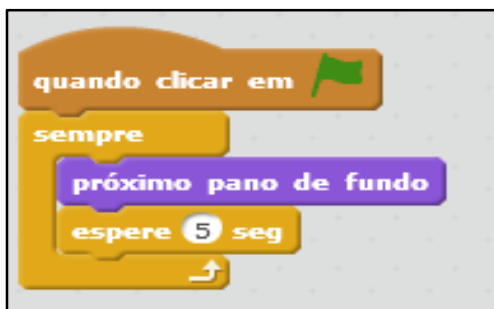 quando clicar em
sempre
próximo pano de fundo
espere 5 seg